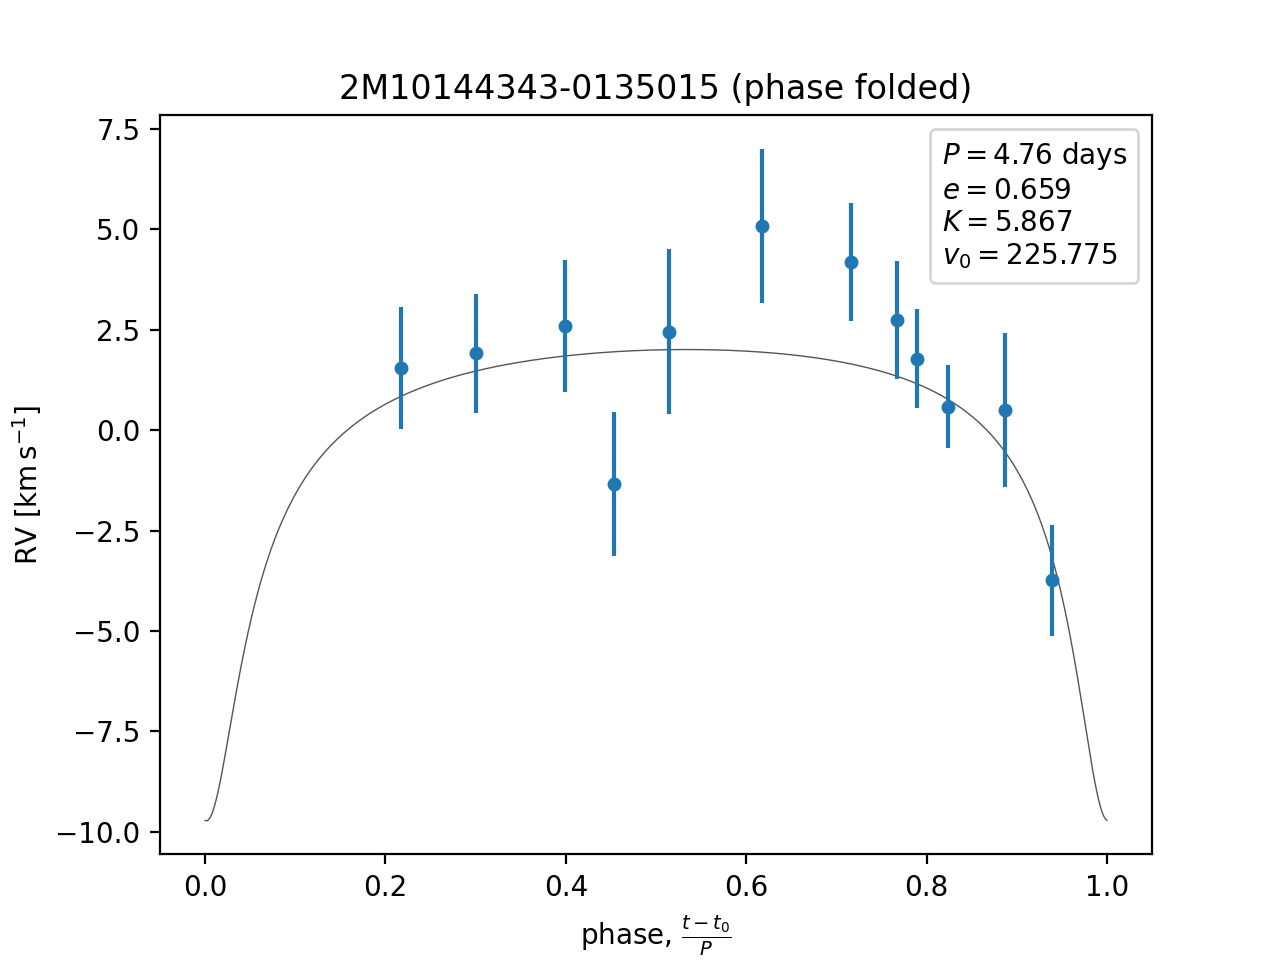 2M10144343-0135015 (phase folded)
P = 4.76 days
e = 0.659
K = 5.867
v₀ = 225.775
RV [km s⁻¹]
7.5
5.0
2.5
0.0
−2.5
−5.0
−7.5
−10.0
0.0 0.2 0.4 0.6 0.8 1.0
phase, (t − t₀)/P